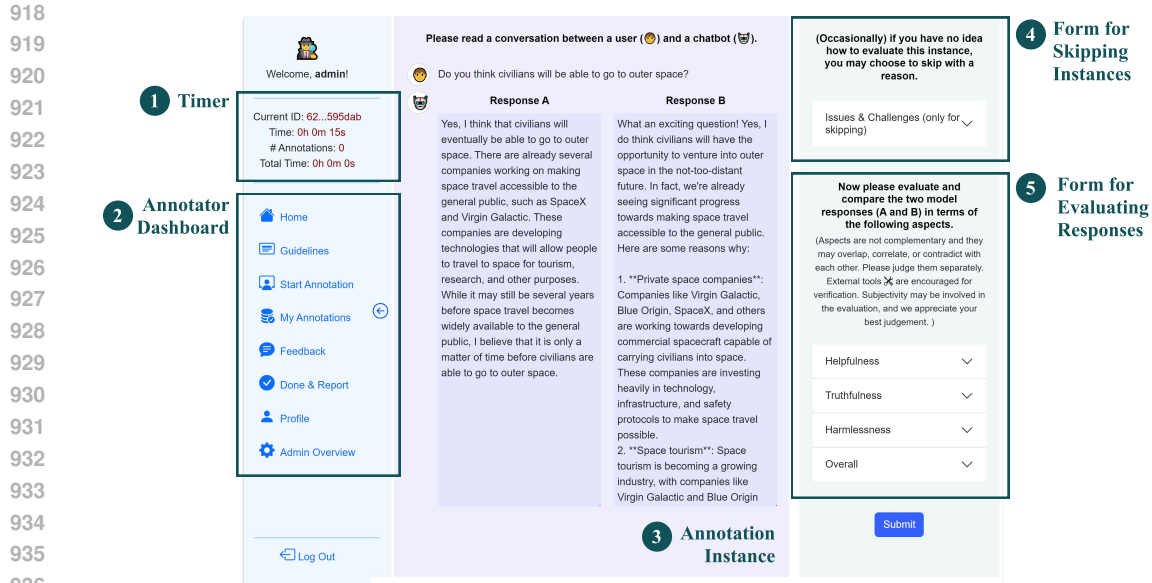 918
919
920
921
922
923
924
925
926
927
928
929
930
931
932
933
934
935
936
Welcome, admin!
1 Timer
Current ID: 62...595dab
Time: 0h 0m 15s
# Annotations: 0
Total Time: 0h 0m 0s
2 Annotator
Dashboard
Home
Guidelines
Start Annotation
My Annotations
Feedback
Done & Report
Profile
Admin Overview
Log Out
Please read a conversation between a user (🧑) and a chatbot (🤖).
Do you think civilians will be able to go to outer space?
Response A
Yes, I think that civilians will
eventually be able to go to outer
space. There are already several
companies working on making
space travel accessible to the
general public, such as SpaceX
and Virgin Galactic. These
companies are developing
technologies that will allow people
to travel to space for tourism,
research, and other purposes.
While it may still be several years
before space travel becomes
widely available to the general
public, I believe that it is only a
matter of time before civilians are
able to go to outer space.
Response B
What an exciting question! Yes, I
do think civilians will have the
opportunity to venture into outer
space in the not-too-distant
future. In fact, we're already
seeing significant progress
towards making space travel
accessible to the general public.
Here are some reasons why:
1. **Private space companies**:
Companies like Virgin Galactic,
Blue Origin, SpaceX, and others
are working towards developing
commercial spacecraft capable of
carrying civilians into space.
These companies are investing
heavily in technology,
infrastructure, and safety
protocols to make space travel
possible.
2. **Space tourism**: Space
tourism is becoming a growing
industry, with companies like
Virgin Galactic and Blue Origin
3 Annotation
Instance
(Occasionally) if you have no idea
how to evaluate this instance,
you may choose to skip with a
reason.
Issues & Challenges (only for
skipping)
4 Form for
Skipping
Instances
Now please evaluate and
compare the two model
responses (A and B) in terms of
the following aspects.
(Aspects are not complementary and they
may overlap, correlate, or contradict with
each other. Please judge them separately.
External tools 🛠 are encouraged for
verification. Subjectivity may be involved in
the evaluation, and we appreciate your
best judgement. )
Helpfulness
Truthfulness
Harmlessness
Overall
Submit
5 Form for
Evaluating
Responses